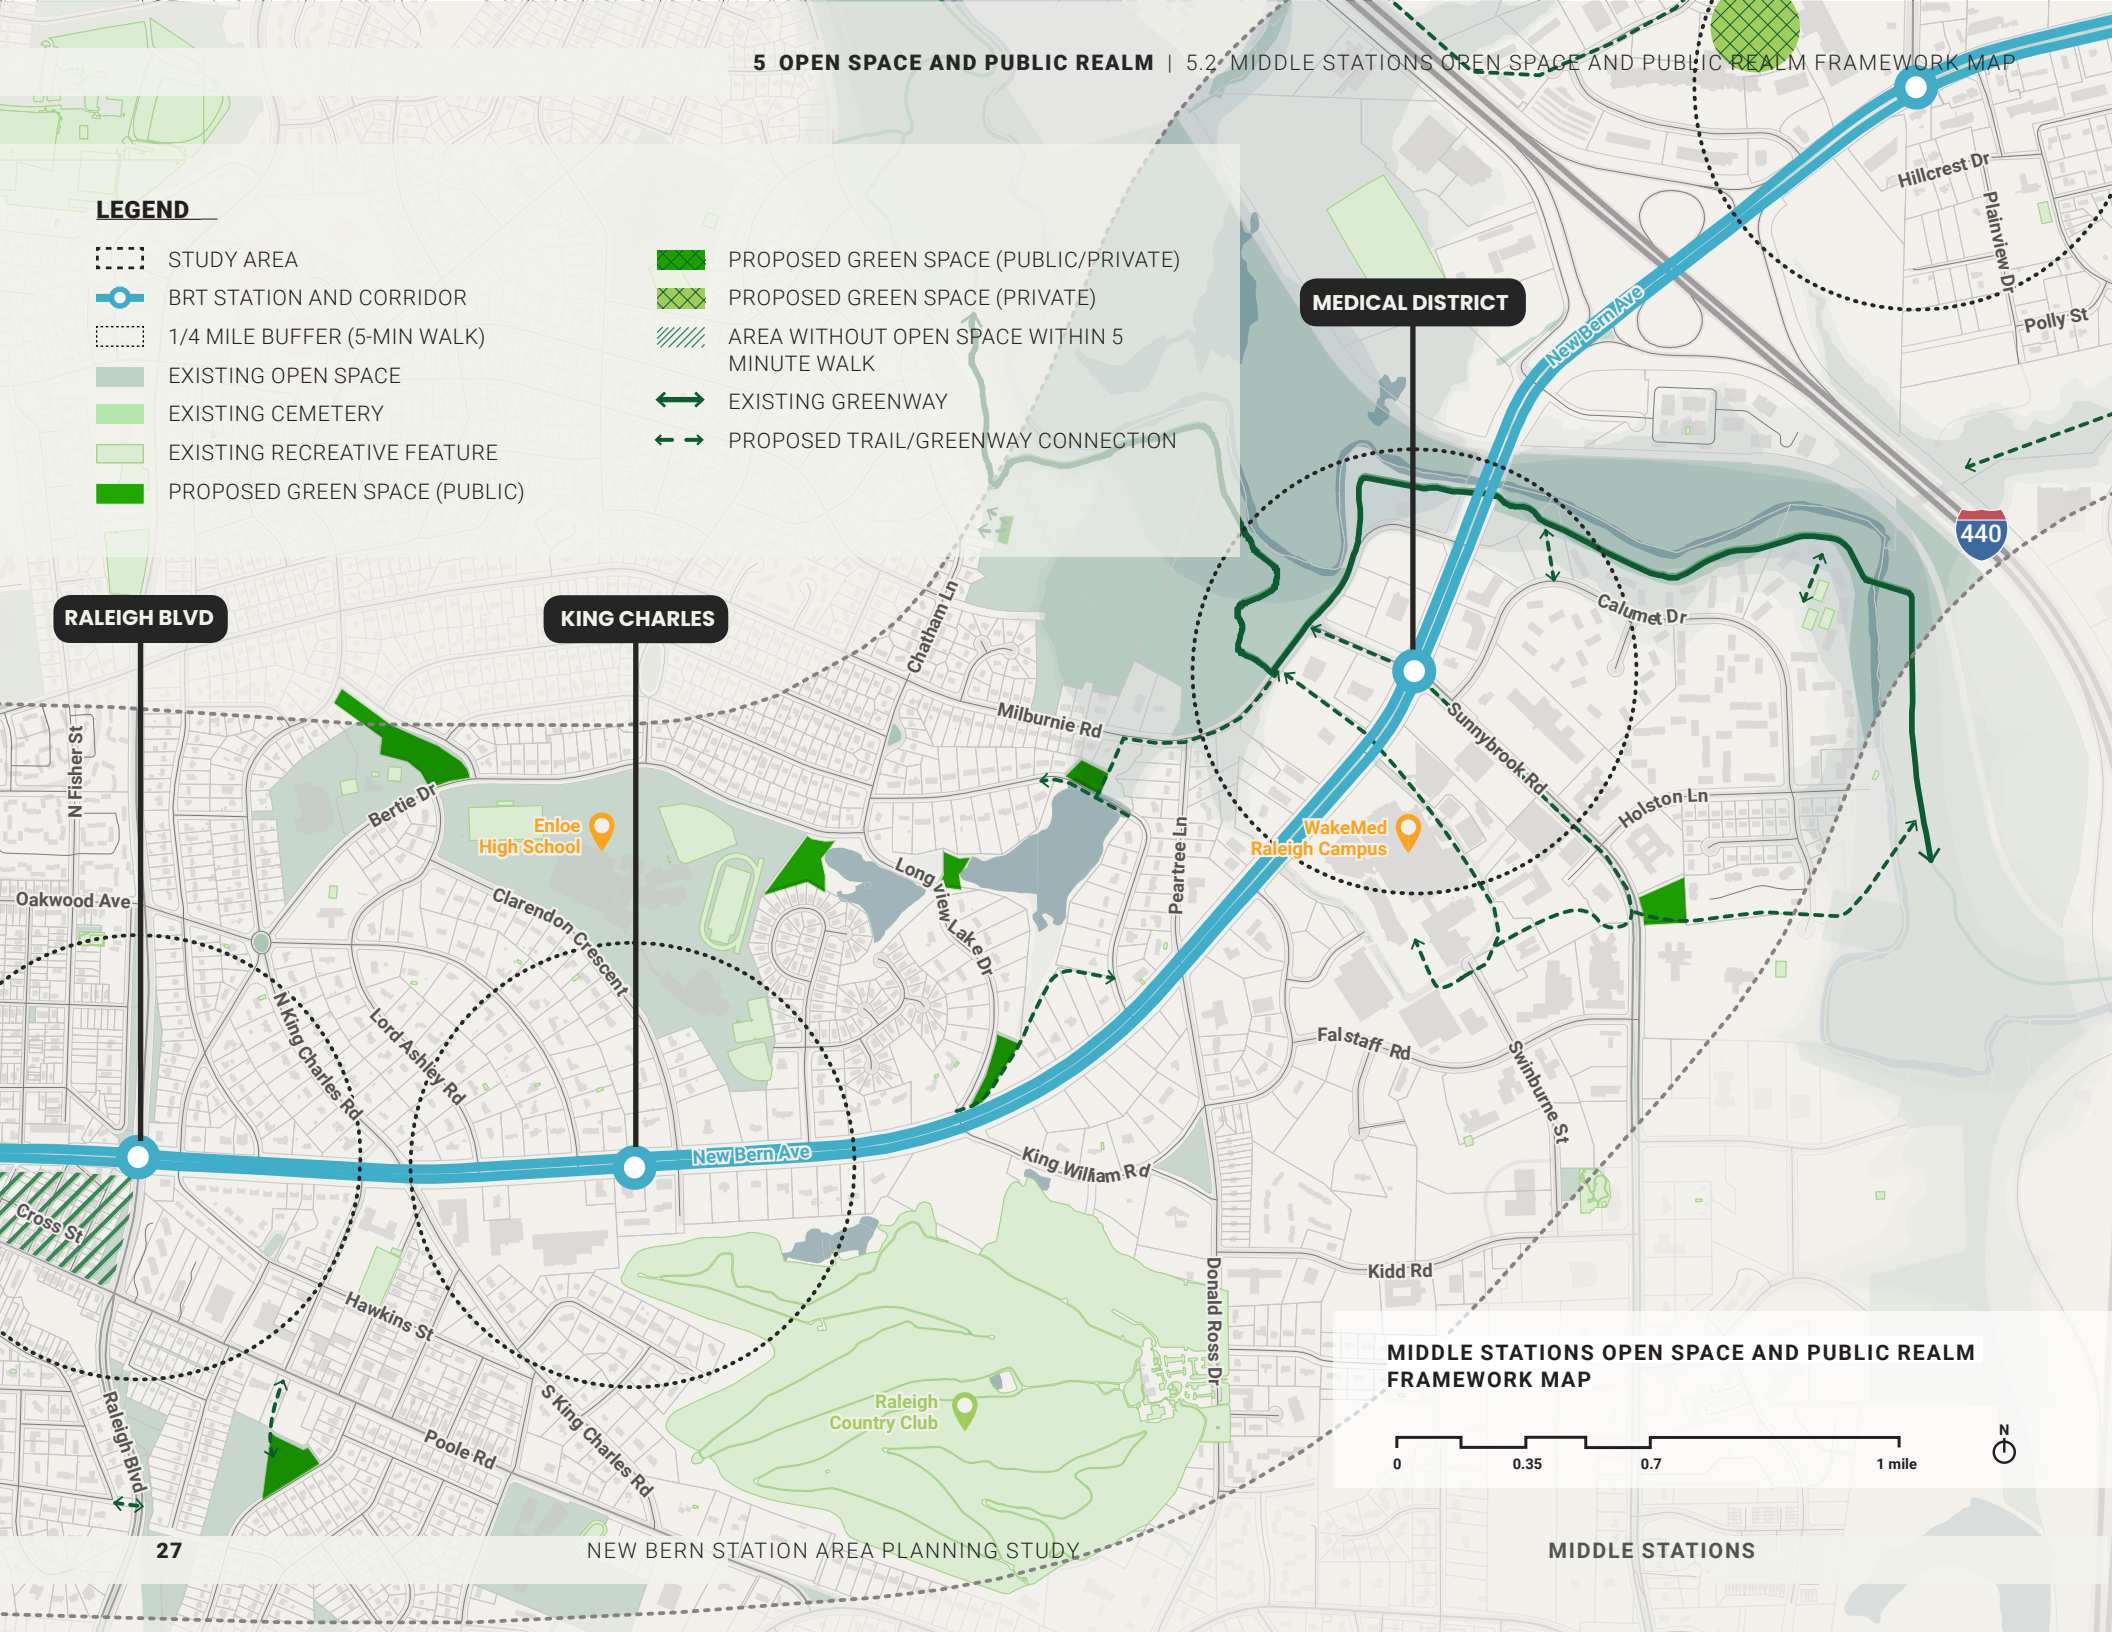 5 OPEN SPACE AND PUBLIC REALM | 5.2 MIDDLE STATIONS OPEN SPACE AND PUBLIC REALM FRAMEWORK MAP
LEGEND
STUDY AREA
BRT STATION AND CORRIDOR
1/4 MILE BUFFER (5-MIN WALK)
EXISTING OPEN SPACE
EXISTING CEMETERY
EXISTING RECREATIVE FEATURE
PROPOSED GREEN SPACE (PUBLIC)
PROPOSED GREEN SPACE (PUBLIC/PRIVATE)
PROPOSED GREEN SPACE (PRIVATE)
AREA WITHOUT OPEN SPACE WITHIN 5
MINUTE WALK
EXISTING GREENWAY
PROPOSED TRAIL/GREENWAY CONNECTION
Hillcrest Dr
Plainview Dr
Polly St
MEDICAL DISTRICT
New Bern Ave
440
RALEIGH BLVD
KING CHARLES
Chatham Ln
Calumet Dr
Milburnie Rd
Sunnybrook Rd
N Fisher St
Bertie Dr
Holston Ln
Enloe
High School
WakeMed
Raleigh Campus
Peartree Ln
Long view Lake Dr
Oakwood Ave
Clarendon Crescent
N King Charles Rd
Lord Ashley Rd
Falstaff Rd
Swinburne St
New Bern Ave
King William Rd
Cross St
Kidd Rd
Donald Ross Dr
Hawkins St
Raleigh Blvd
Poole Rd
S King Charles Rd
Raleigh
Country Club
MIDDLE STATIONS OPEN SPACE AND PUBLIC REALM
FRAMEWORK MAP
0 0.35 0.7 1 mile
N
27
NEW BERN STATION AREA PLANNING STUDY
MIDDLE STATIONS